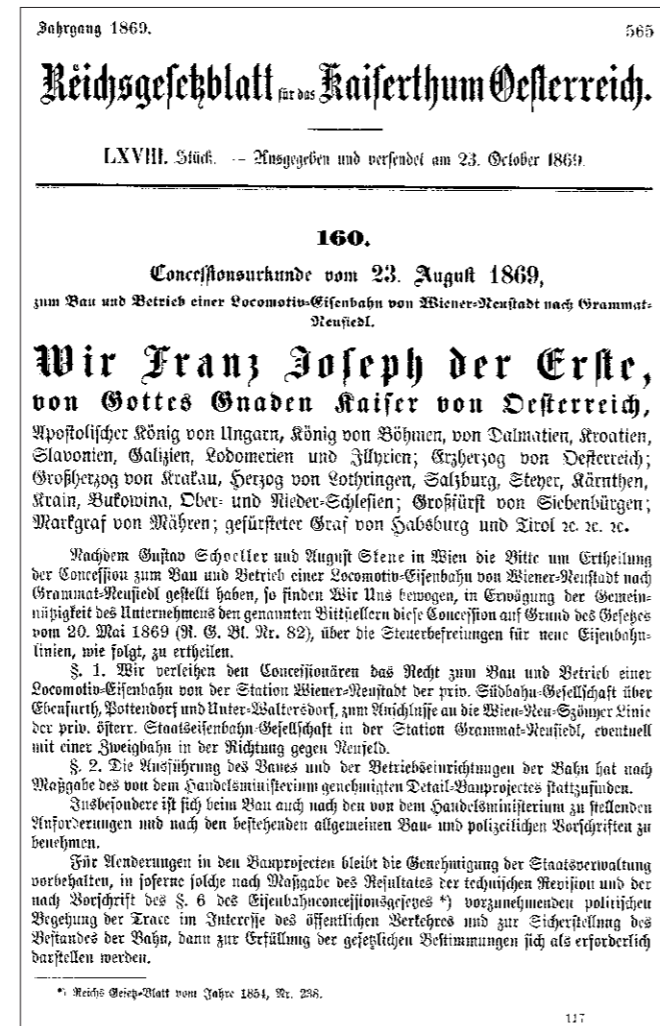 Jahrgang 1869. 565
Reichsgesetzblatt für das Kaiserthum Oesterreich.
LXVIII. Stück. — Ausgegeben und versendet am 23. October 1869.
160.
Concessionsurkunde vom 23. August 1869,
zum Bau und Betrieb einer Locomotiv-Eisenbahn von Wiener-Neustadt nach Grammat-
Neusiedl.
Wir Franz Joseph der Erste,
von Gottes Gnaden Kaiser von Oesterreich,
Apostolischer König von Ungarn, König von Böhmen, von Dalmatien, Kroatien,
Slavonien, Galizien, Lodomerien und Illyrien; Erzherzog von Oesterreich;
Großherzog von Krakau, Herzog von Lothringen, Salzburg, Steyer, Kärnthen,
Krain, Bukowina, Ober- und Nieder-Schlesien; Großfürst von Siebenbürgen;
Markgraf von Mähren; gefürsteter Graf von Habsburg und Tirol ꝛc. ꝛc. ꝛc.
Nachdem Gustav Schoeller und August Skene in Wien die Bitte um Ertheilung
der Concession zum Bau und Betrieb einer Locomotiv-Eisenbahn von Wiener-Neustadt nach
Grammat-Neusiedl gestellt haben, so finden Wir Uns bewogen, in Erwägung der Gemein-
nützigkeit des Unternehmens den genannten Bittstellern diese Concession auf Grund des Gesetzes
vom 20. Mai 1869 (R. G. Bl. Nr. 82), über die Steuerbefreiungen für neue Eisenbahn-
linien, wie folgt, zu ertheilen.
§. 1. Wir verleihen den Concessionären das Recht zum Bau und Betrieb einer
Locomotiv-Eisenbahn von der Station Wiener-Neustadt der priv. Südbahn-Gesellschaft über
Ebenfurth, Pottendorf und Unter-Waltersdorf, zum Anschlusse an die Wien-Neu-Szönyer Linie
der priv. österr. Staatseisenbahn-Gesellschaft in der Station Grammat-Neusiedl, eventuell
mit einer Zweigbahn in der Richtung gegen Neufeld.
§. 2. Die Ausführung des Baues und der Betriebseinrichtungen der Bahn hat nach
Maßgabe des von dem Handelsministerium genehmigten Detail-Bauprojectes stattzufinden.
Insbesondere ist sich beim Bau auch nach den von dem Handelsministerium zu stellenden
Anforderungen und nach den bestehenden allgemeinen Bau- und polizeilichen Vorschriften zu
benehmen.
Für Aenderungen in den Bauprojecten bleibt die Genehmigung der Staatsverwaltung
vorbehalten, in soferne solche nach Maßgabe des Resultates der technischen Revision und der
nach Vorschrift des §. 6 des Eisenbahnconcessionsgesetzes *) vorzunehmenden politischen
Begehung der Trace im Interesse des öffentlichen Verkehres und zur Sicherstellung des
Bestandes der Bahn, dann zur Erfüllung der gesetzlichen Bestimmungen sich als erforderlich
darstellen werden.
*) Reichs Gesetz-Blatt vom Jahre 1854, Nr. 238.
117